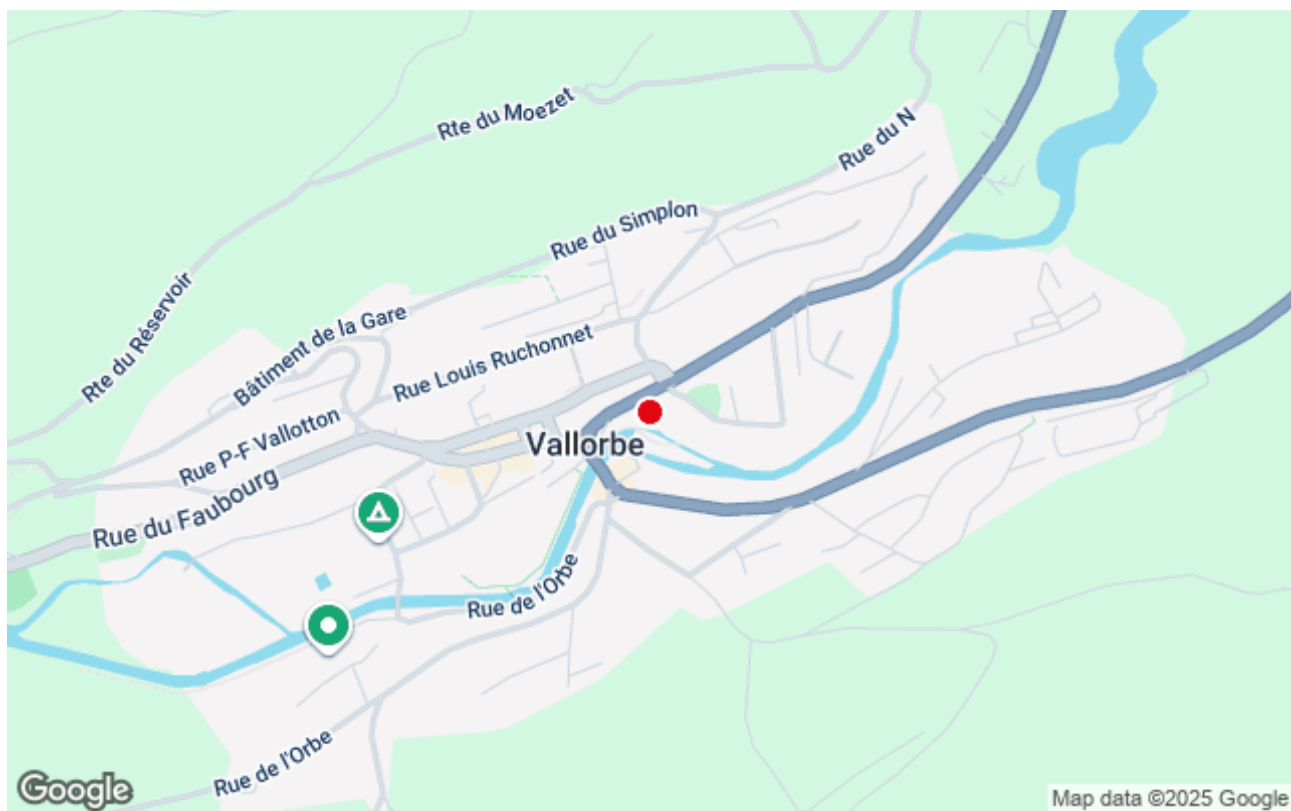 Rte du Moezet
Rue du N
Rue du Simplon
Rte du Réservoir
Bâtiment de la Gare
Rue Louis Ruchonnet
Rue P-F Vallotton
Vallorbe
Rue du Faubourg
Rue de l'Orbe
Rue de l'Orbe
Google
Map data ©2025 Google